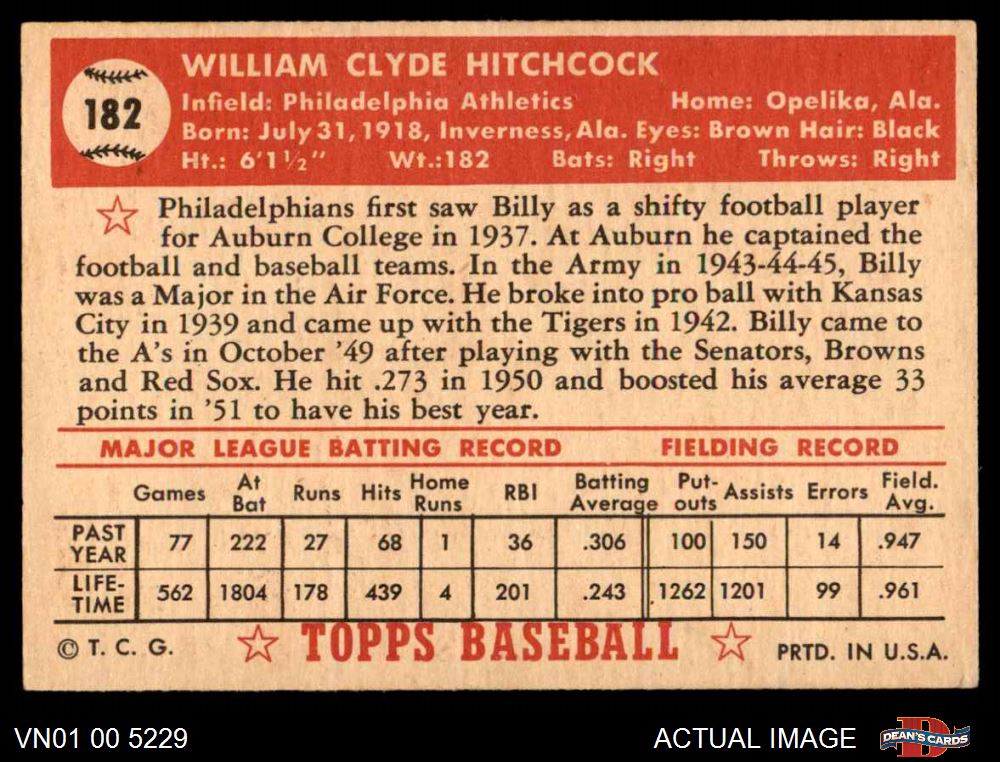 182
WILLIAM CLYDE HITCHCOCK
Infield: Philadelphia Athletics Home: Opelika, Ala.
Born: July 31, 1918, Inverness, Ala. Eyes: Brown Hair: Black
Ht.: 6'1½" Wt.:182 Bats: Right Throws: Right
Philadelphians first saw Billy as a shifty football player
for Auburn College in 1937. At Auburn he captained the
football and baseball teams. In the Army in 1943-44-45, Billy
was a Major in the Air Force. He broke into pro ball with Kansas
City in 1939 and came up with the Tigers in 1942. Billy came to
the A's in October '49 after playing with the Senators, Browns
and Red Sox. He hit .273 in 1950 and boosted his average 33
points in '51 to have his best year.
MAJOR LEAGUE BATTING RECORD FIELDING RECORD
Games At Bat Runs Hits Home Runs RBI Batting Average Put-outs Assists Errors Field. Avg.
PAST YEAR 77 222 27 68 1 36 .306 100 150 14 .947
LIFE-TIME 562 1804 178 439 4 201 .243 1262 1201 99 .961
© T. C. G. TOPPS BASEBALL PRTD. IN U.S.A.
VN01 00 5229 ACTUAL IMAGE DEAN'S CARDS